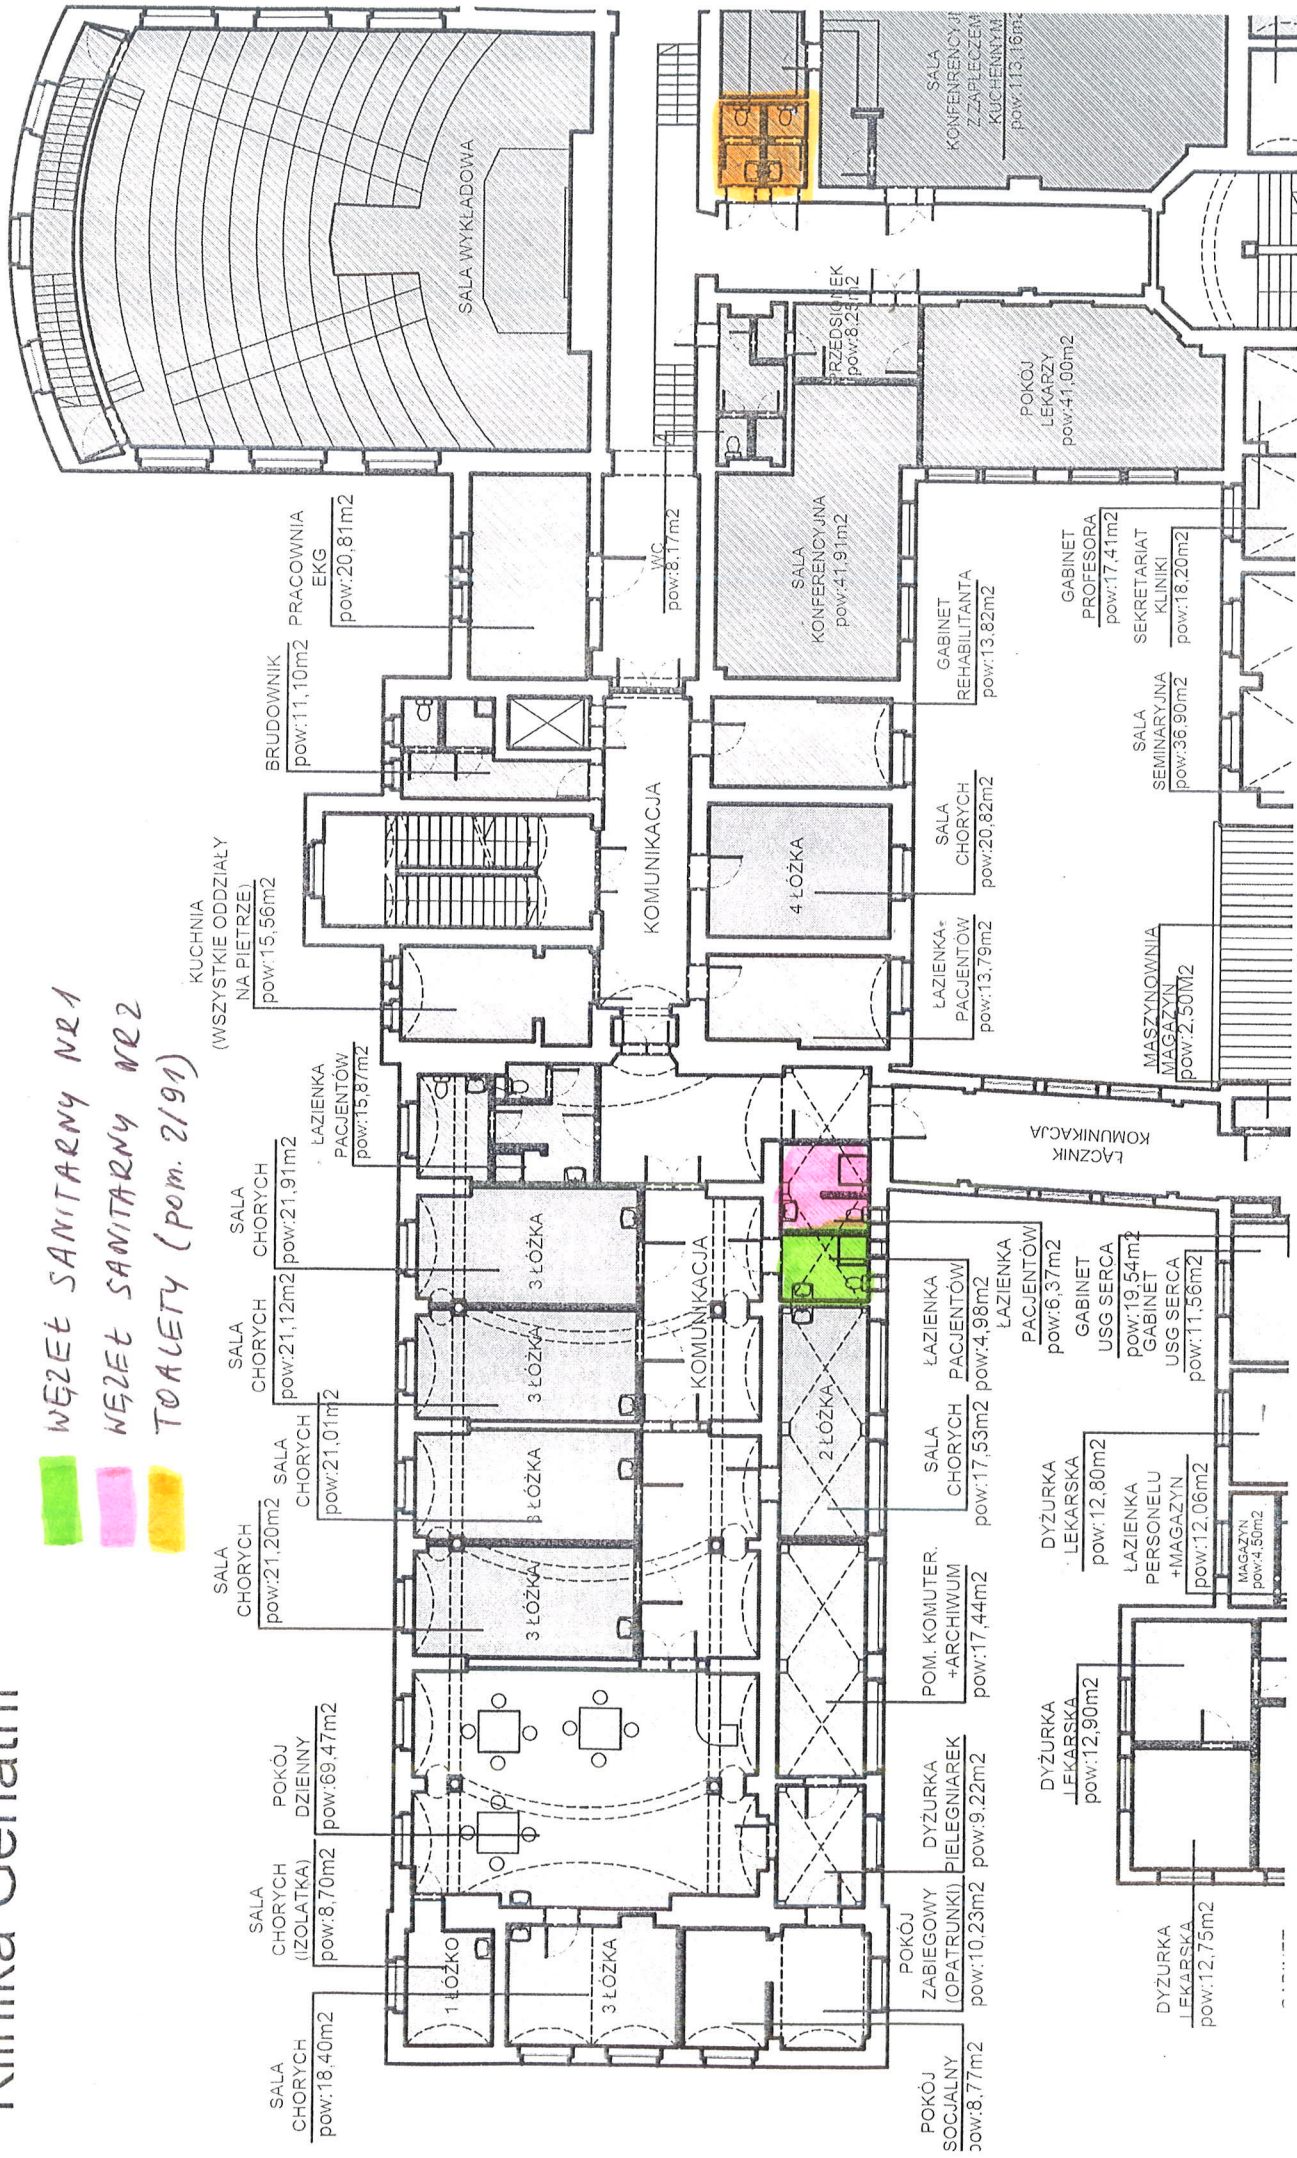 WĘZEŁ SANITARNY NR1
WĘZEŁ SANITARNY NR2
TOALETY (pom. 2/91)
SALA
CHORYCH
pow:18,40m2
SALA
CHORYCH
(IZOLATKA)
pow:8,70m2
POKÓJ
DZIENNY
pow:69,47m2
SALA
CHORYCH
pow:21,20m2
SALA
CHORYCH
pow:21,01m2
SALA
CHORYCH
pow:21,12m2
SALA
CHORYCH
pow:21,91m2
ŁAZIENKA
PACJENTÓW
pow:15,87m2
KUCHNIA
(WSZYSTKIE ODDZIAŁY
NA PIETRZE)
pow:15,56m2
BRUDOWNIK
pow:11,10m2
PRACOWNIA
EKG
pow:20,81m2
SALA WYKŁADOWA
1 ŁÓŻKO
3 ŁÓŻKA
3 ŁÓŻKA
3 ŁÓŻKA
3 ŁÓŻKA
3 ŁÓŻKA
KOMUNIKACJA
KOMUNIKACJA
2 ŁÓŻKA
4 ŁÓŻKA
WC
pow:8.17m2
SALA
KONFERENCYJNA
pow:41,91m2
PRZEDSIONEK
pow:8.25m2
SALA
Z ZAPLECZEM
KUCHENNYM
pow:13,16m2
POKÓJ
LEKARZY
pow:41,00m2
POKÓJ
SOCJALNY
pow:8,77m2
POKÓJ
ZABIEGOWY
(OPATRUNKI)
pow:10,23m2
DYŻURKA
PIELEGNIAREK
pow:9.22m2
POM. KOMUTER.
+ARCHIWUM
pow:17,44m2
SALA
CHORYCH
pow:17,53m2
ŁAZIENKA
PACJENTÓW
pow:4,98m2
ŁAZIENKA
PACJENTÓW
pow:6,37m2
ŁAZIENKA
PACJENTÓW
pow:13,79m2
SALA
CHORYCH
pow:20,82m2
GABINET
REHABILITANTA
pow:13.82m2
ŁĄCZNIK
KOMUNIKACJA
DYŻURKA
LEKARSKA
pow:12,75m2
DYŻURKA
LEKARSKA
pow:12,90m2
DYŻURKA
LEKARSKA
pow:12,80m2
ŁAZIENKA
PERSONELU
+MAGAZYN
pow:12,06m2
MAGAZYN
pow:4,50m2
GABINET
USG SERCA
pow:19,54m2
GABINET
USG SERCA
pow:11,56m2
MASZYNOWNIA
MAGAZYN
pow:2,50M2
SALA
SEMINARYJNA
pow:36.90m2
GABINET
PROFESORA
pow:17,41m2
SEKRETARIAT
KLINIKI
pow:18,20m2